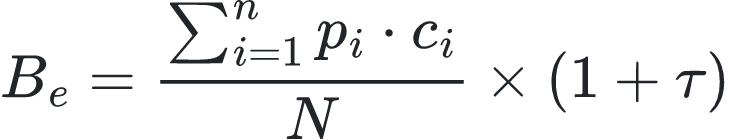 B_e = \frac{\sum_{i=1}^{n} p_i \cdot c_i}{N} \times (1 + \tau)